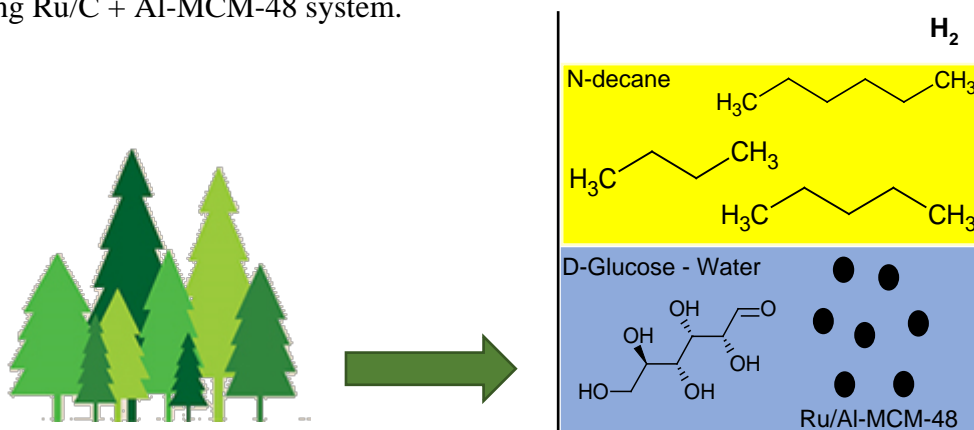 ng Ru/C + Al-MCM-48 system.
H2
N-decane
CH3
H3C
CH3
H3C
H3C
CH3
D-Glucose - Water
OH
O
OH
OH
HO
OH
Ru/Al-MCM-48